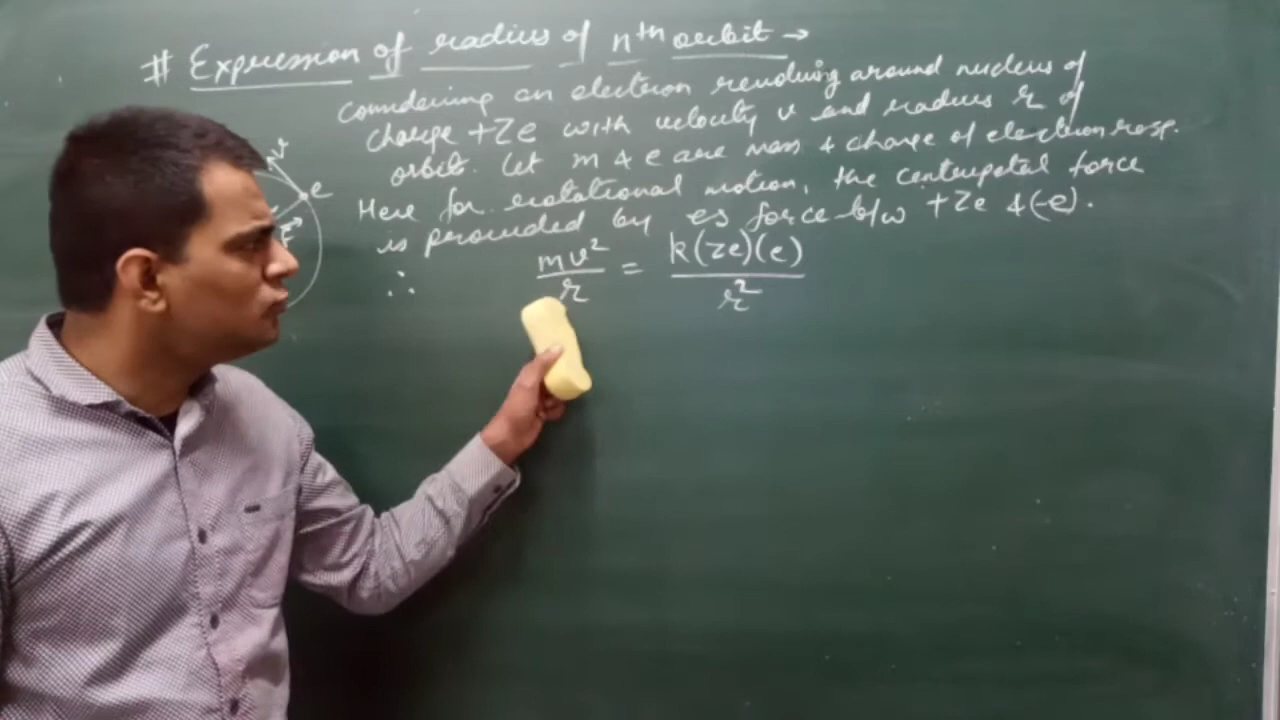 # Expression of radius of nth orbit →
Considering an electron revolving around nucleus of
charge +Ze with velocity v and radius r of
orbit. Let m & e are mass & charge of electron resp.
Here for rotational motion, the centripetal force
is provided by es force b/w +Ze & (-e).
∴ mv²/r = k(Ze)(e)/r²
v
e
F